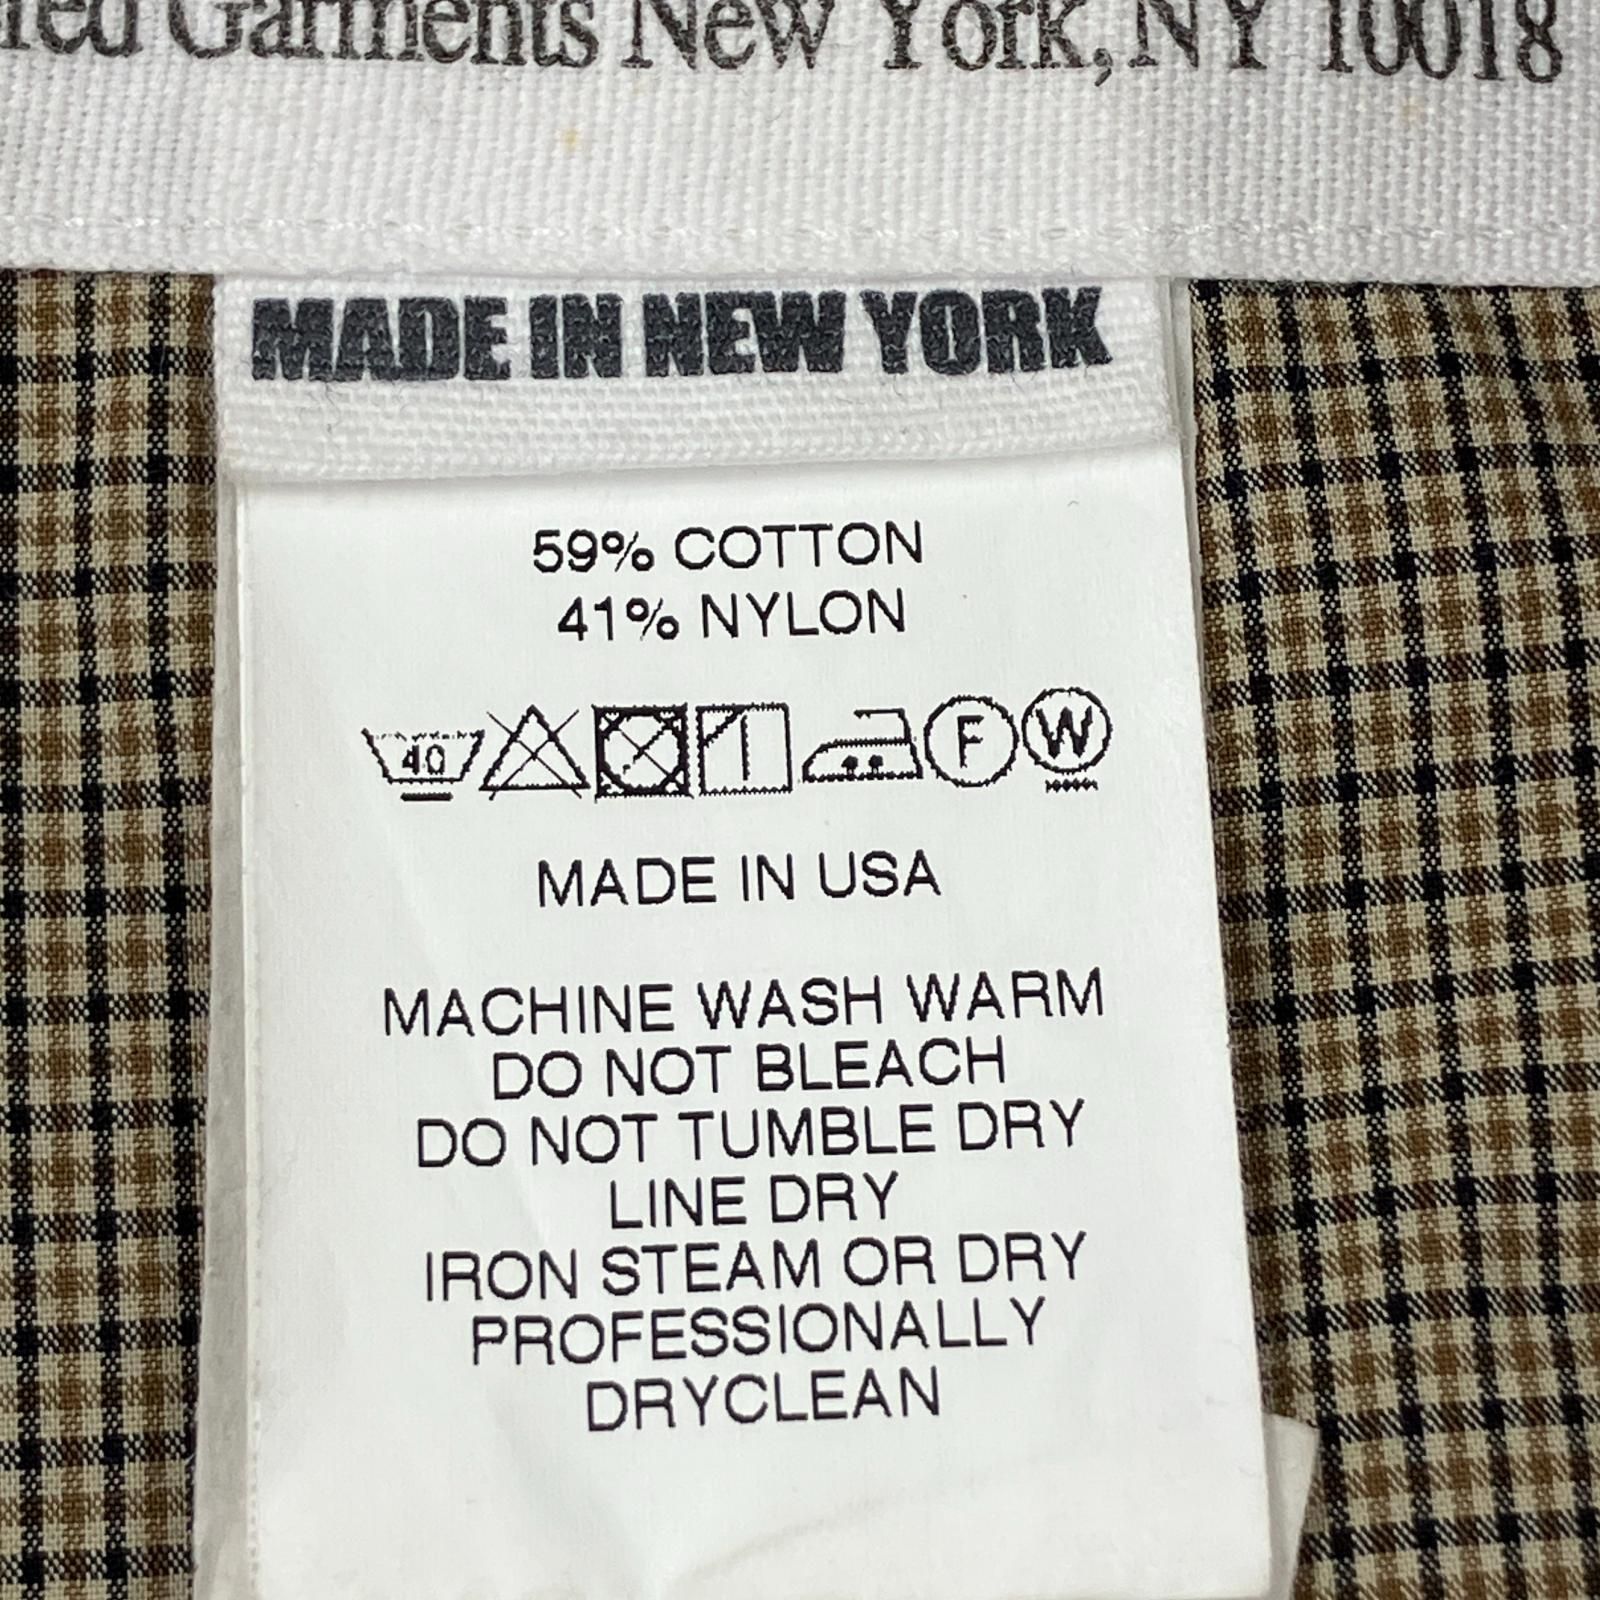 Garments New York, NY 10018
MADE IN NEW YORK
59% COTTON
41% NYLON
40 F W
MADE IN USA
MACHINE WASH WARM
DO NOT BLEACH
DO NOT TUMBLE DRY
LINE DRY
IRON STEAM OR DRY
PROFESSIONALLY
DRYCLEAN